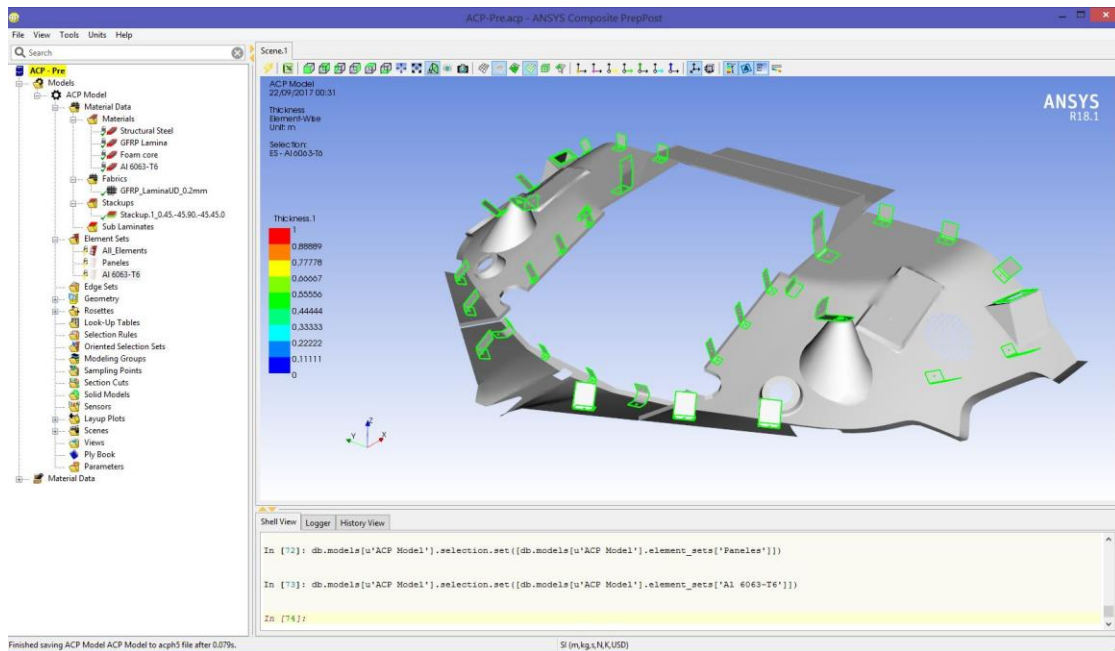 ACP-Pre.acp - ANSYS Composite PrepPost
File View Tools Units Help
Search
ACP - Pre
Models
ACP Model
Material Data
Materials
Structural Steel
GFRP Lamina
Foam core
Al 6063-T6
Fabrics
GFRP_LaminaUD_0.2mm
Stackups
Stackup.1_0.45.-45.90.-45.45.0
Sub Laminates
Element Sets
All_Elements
Paneles
Al 6063-T6
Edge Sets
Geometry
Rosettes
Look-Up Tables
Selection Rules
Oriented Selection Sets
Modeling Groups
Sampling Points
Section Cuts
Solid Models
Sensors
Layup Plots
Scenes
Views
Ply Book
Parameters
Material Data
Scene.1
ACP Model
22/09/2017 00:31
Thickness
Element-Wise
Unit: m
Selection:
ES - Al 6063-T6
Thickness.1
1
0,88889
0,77778
0,66667
0,55556
0,44444
0,33333
0,22222
0,11111
0
ANSYS
R18.1
Z
Y
X
Shell View Logger History View
In [72]: db.models[u'ACP Model'].selection.set([db.models[u'ACP Model'].element_sets['Paneles']])
In [73]: db.models[u'ACP Model'].selection.set([db.models[u'ACP Model'].element_sets['Al 6063-T6']])
In [74]:
Finished saving ACP Model ACP Model to acph5 file after 0.079s.
SI (m,kg,s,N,K,USD)